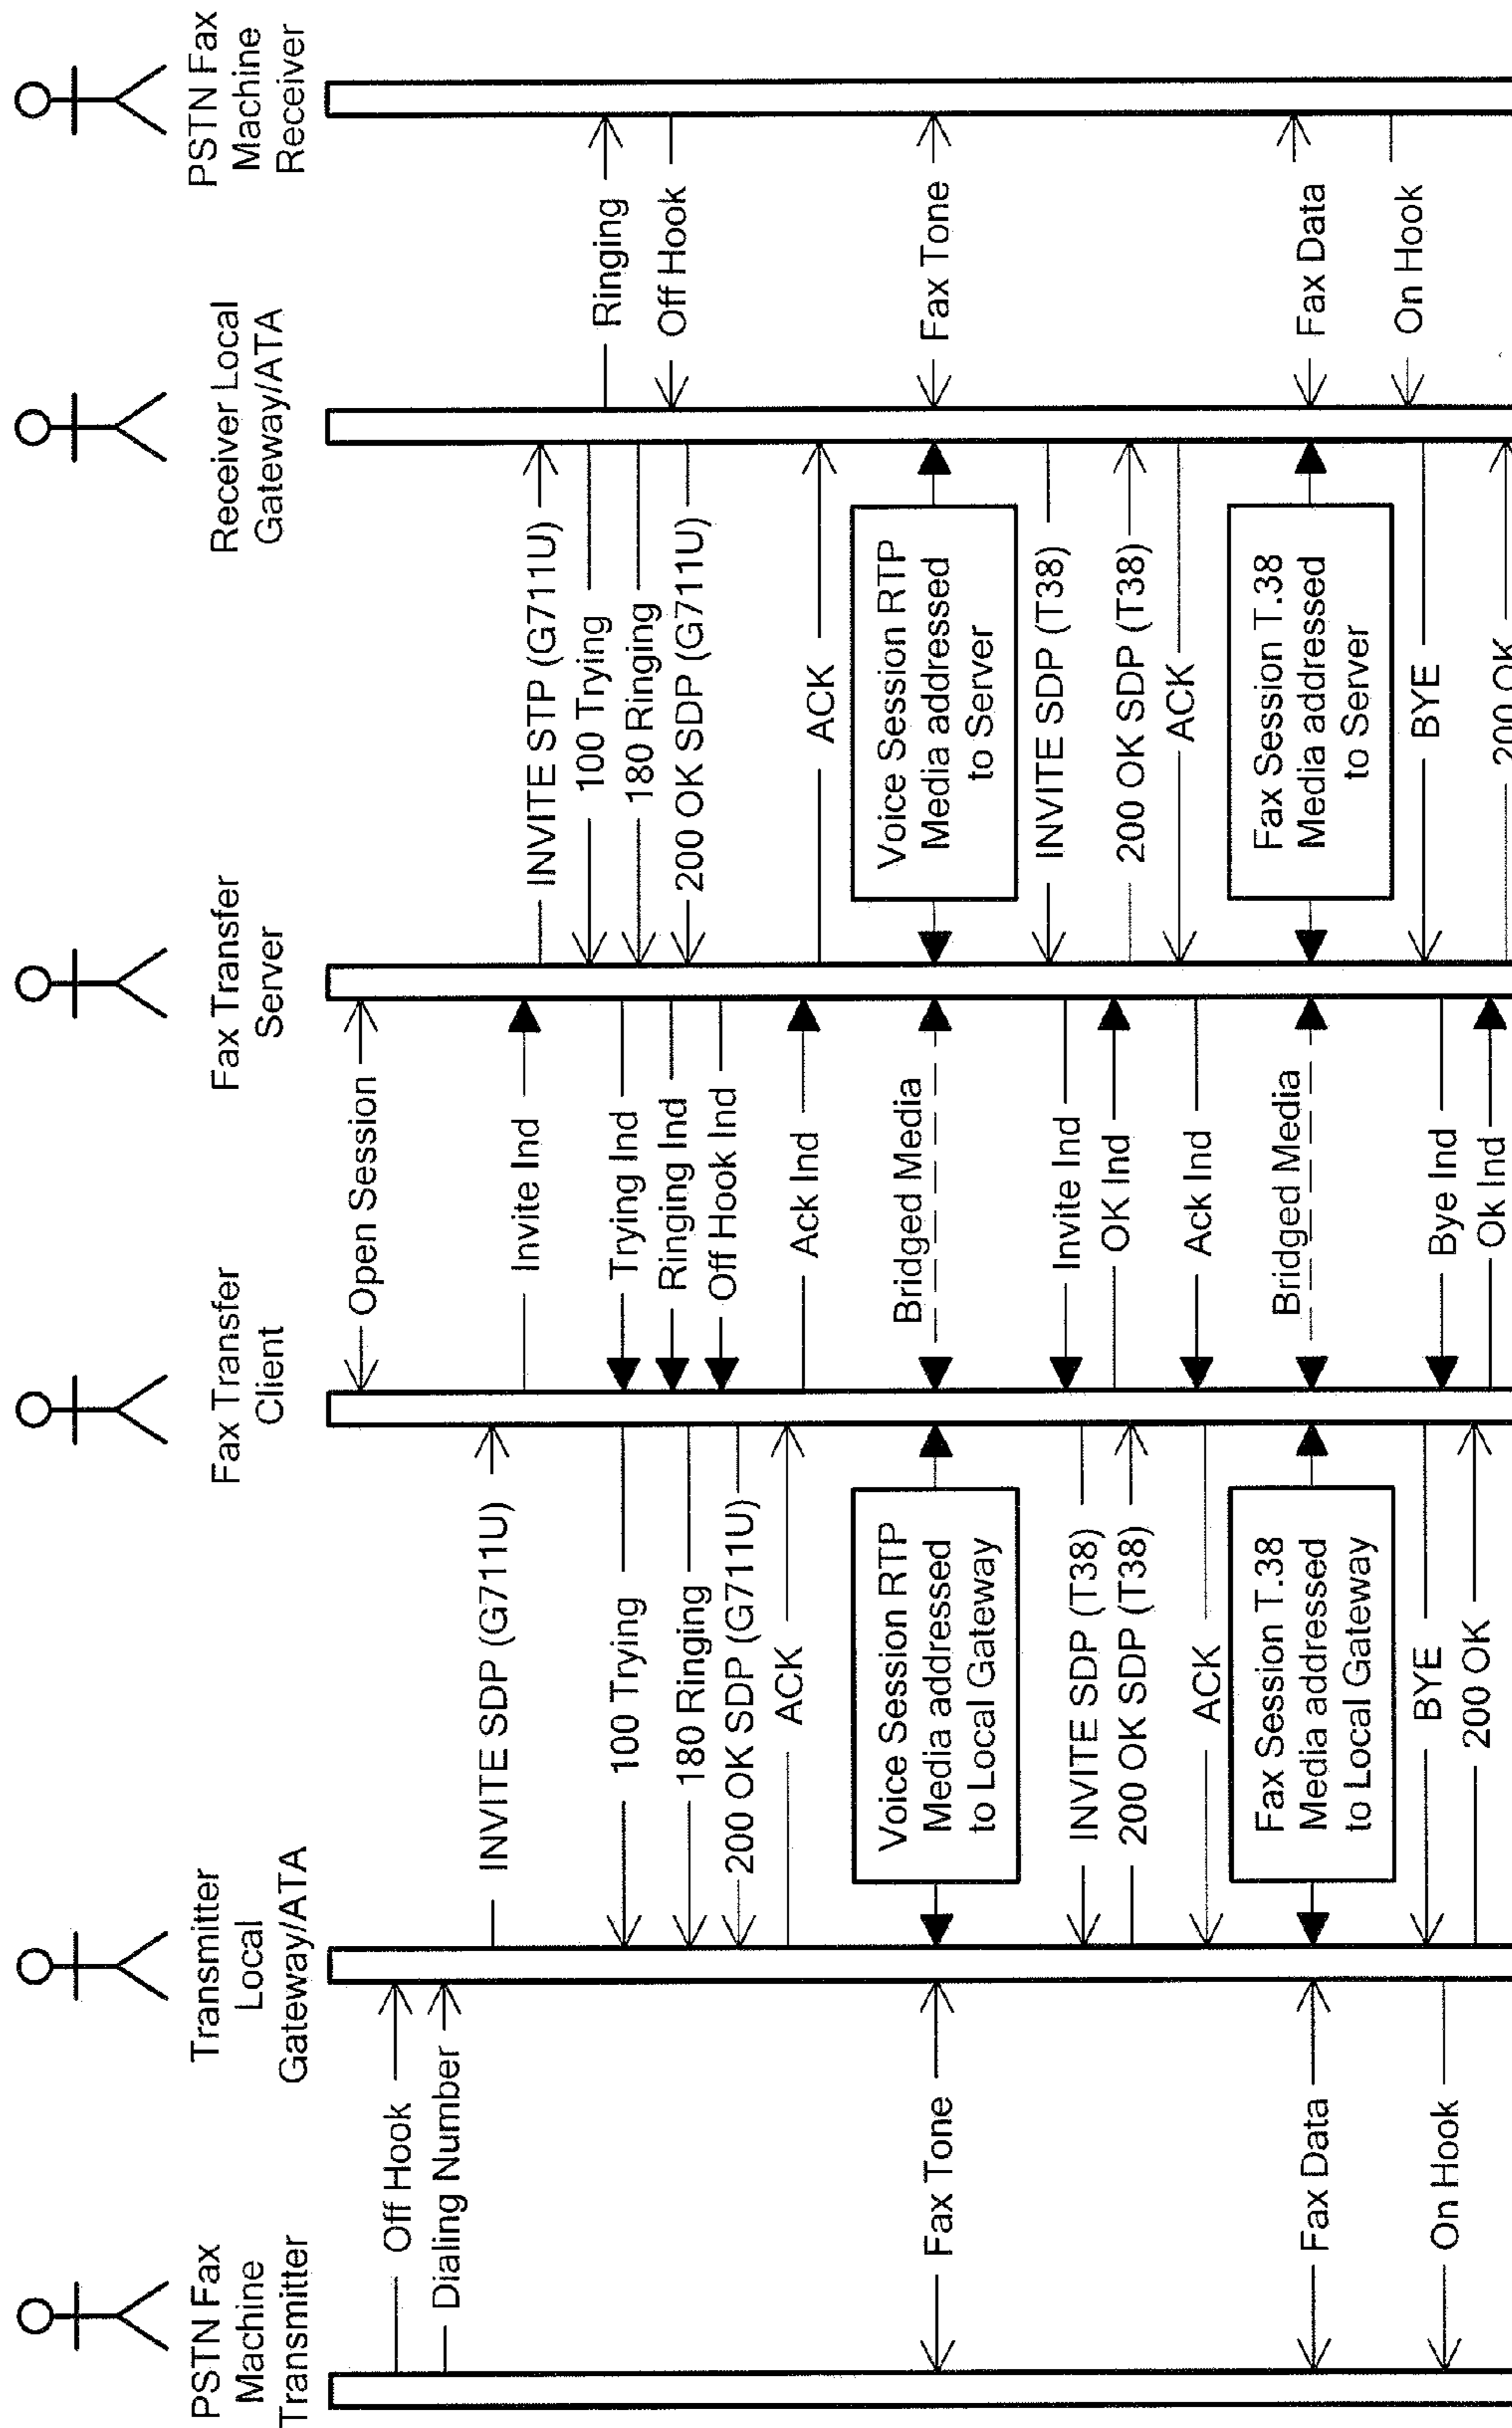 PSTN Fax
Machine
Transmitter
Transmitter
Local
Gateway/ATA
Fax Transfer
Client
Fax Transfer
Server
Receiver Local
Gateway/ATA
PSTN Fax
Machine
Receiver
Open Session
Off Hook
Dialing Number
INVITE SDP (G711U)
Invite Ind
INVITE STP (G711U)
100 Trying
Ringing
100 Trying
Trying Ind
180 Ringing
Off Hook
180 Ringing
Ringing Ind
200 OK SDP (G711U)
200 OK SDP (G711U)
Off Hook Ind
ACK
Ack Ind
ACK
Fax Tone
Voice Session RTP
Media addressed
to Local Gateway
Bridged Media
Voice Session RTP
Media addressed
to Server
Fax Tone
INVITE SDP (T38)
Invite Ind
INVITE SDP (T38)
200 OK SDP (T38)
OK Ind
200 OK SDP (T38)
ACK
Ack Ind
ACK
Fax Data
Fax Session T.38
Media addressed
to Local Gateway
Bridged Media
Fax Session T.38
Media addressed
to Server
Fax Data
On Hook
BYE
Bye Ind
BYE
On Hook
200 OK
Ok Ind
200 OK